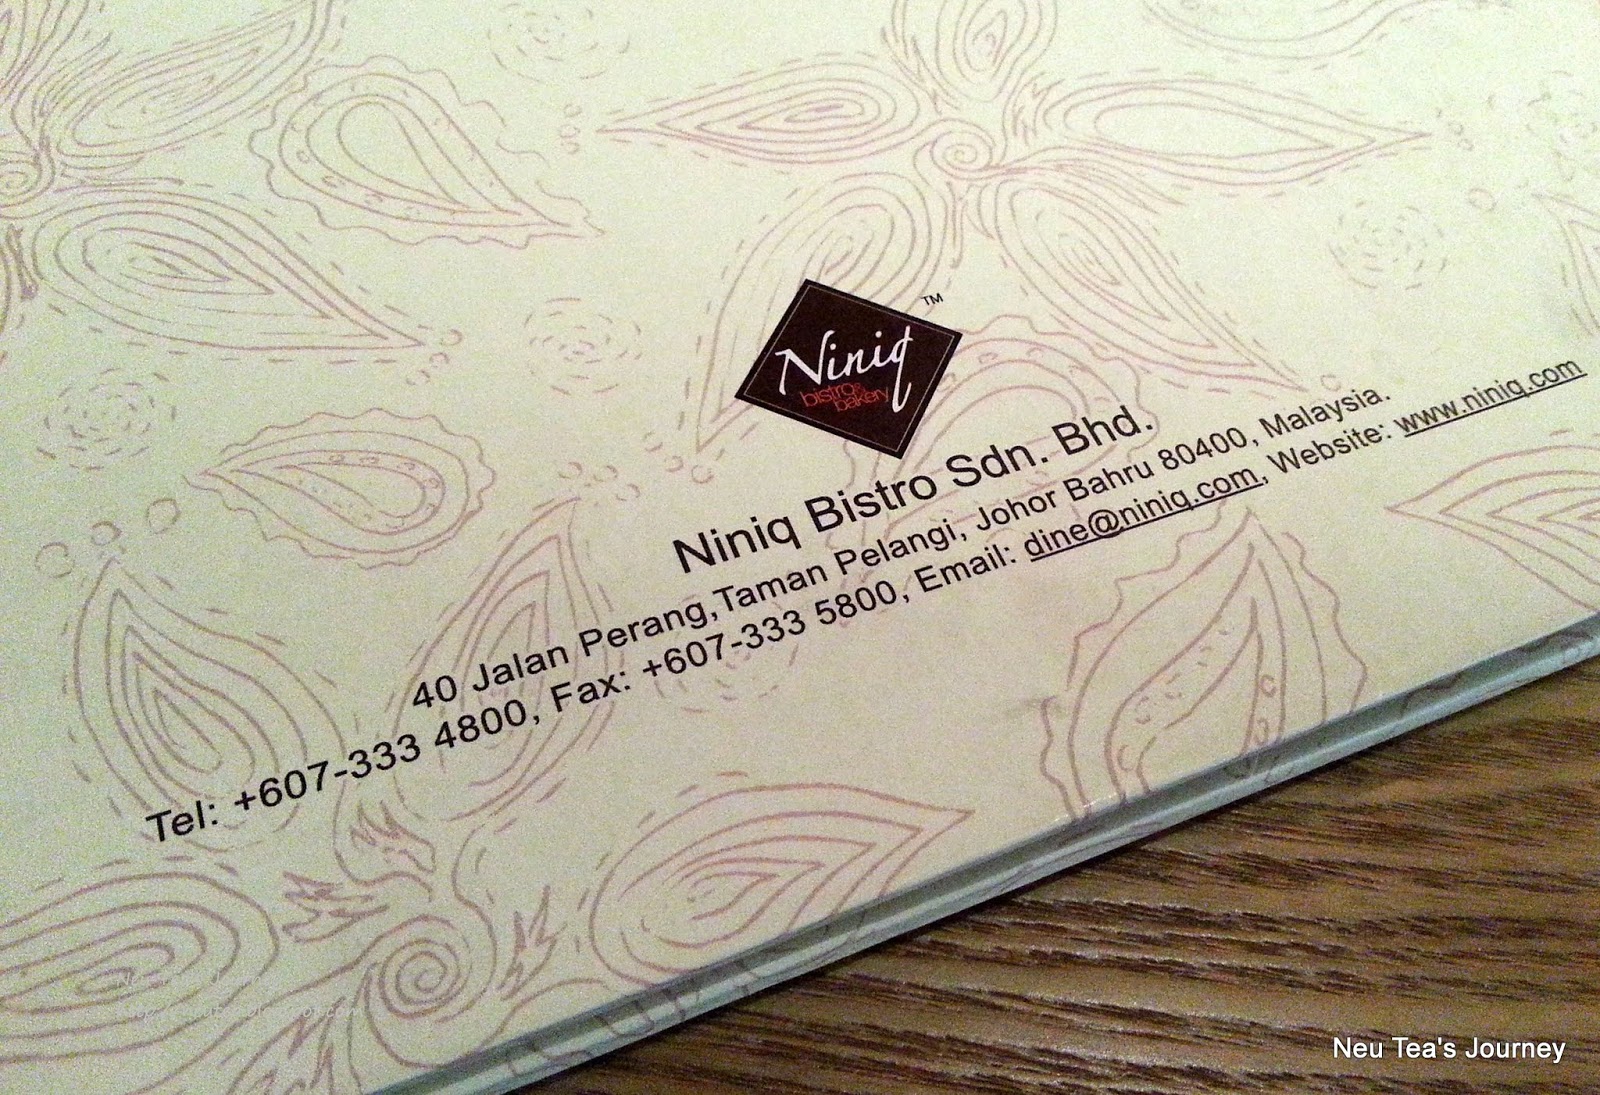 Niniq
TM
bistro &
bakery
Niniq Bistro Sdn. Bhd.
40 Jalan Perang,Taman Pelangi, Johor Bahru 80400, Malaysia.
Tel: +607-333 4800, Fax: +607-333 5800, Email: dine@niniq.com, Website: www.niniq.com
Neu Tea's Journey